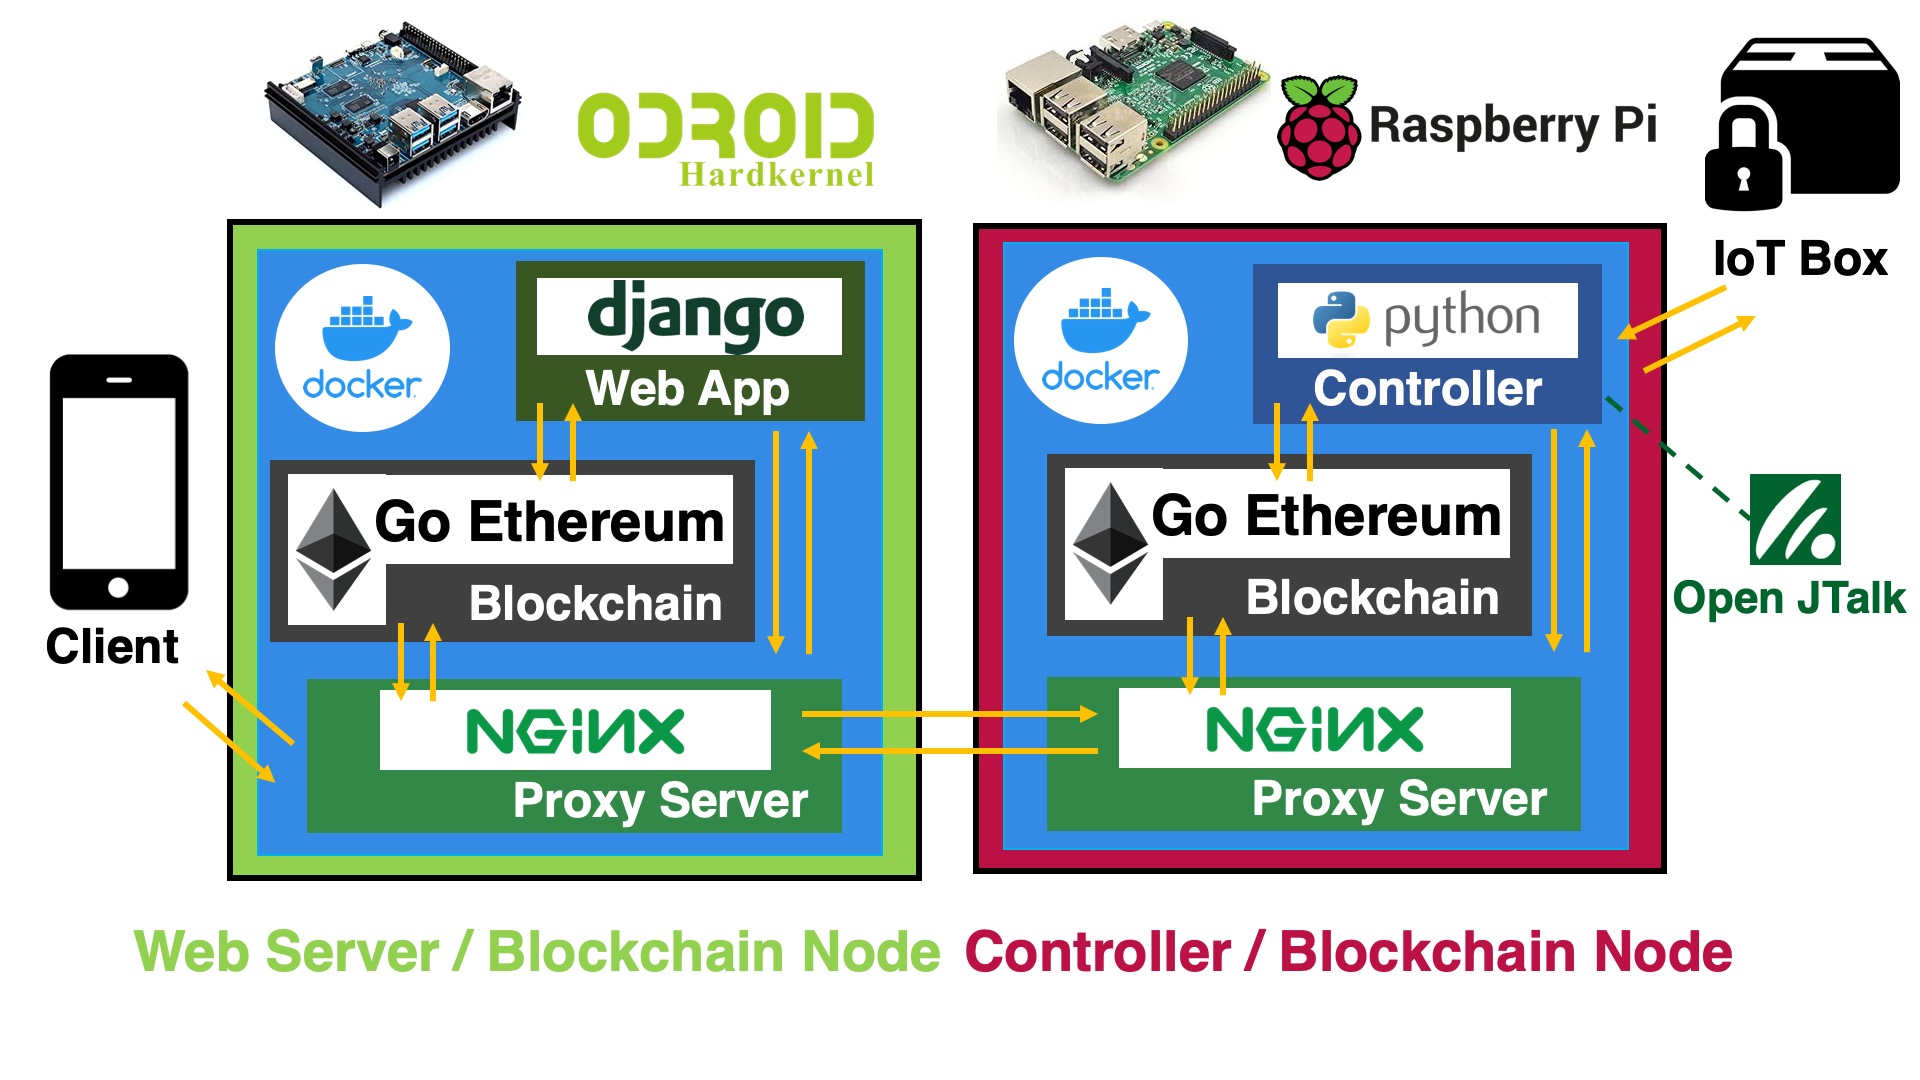 ODROID
Hardkernel
Raspberry Pi
IoT Box
docker
django
Web App
docker
python
Controller
Go Ethereum
Blockchain
Go Ethereum
Blockchain
Open JTalk
Client
NGINX
Proxy Server
NGINX
Proxy Server
Web Server / Blockchain Node
Controller / Blockchain Node